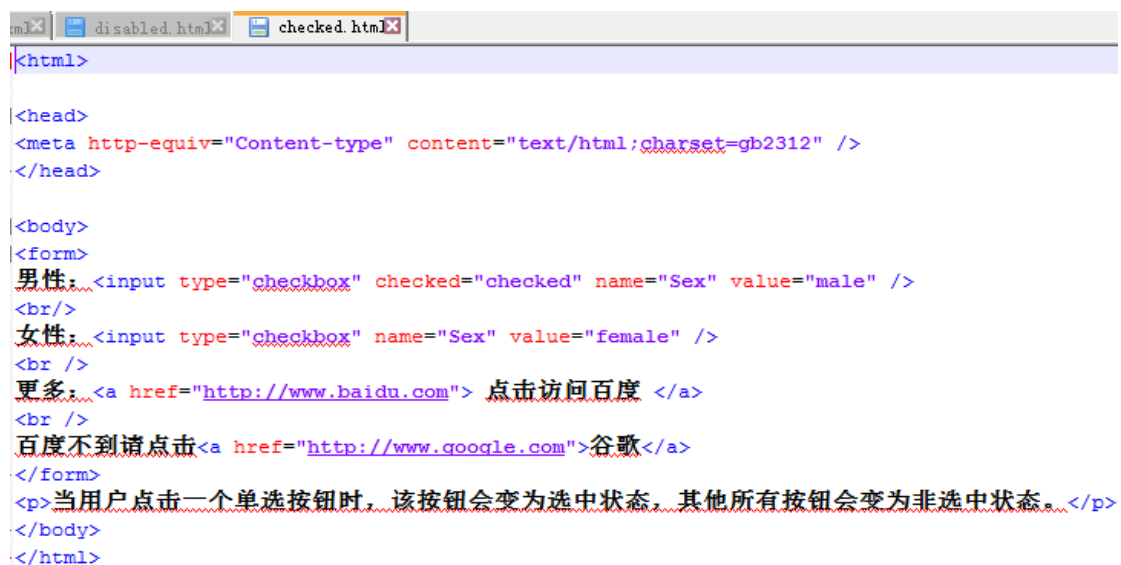 disabled.html checked.html
<html>
<head>
<meta http-equiv="Content-type" content="text/html;charset=gb2312" />
</head>
<body>
<form>
男性：<input type="checkbox" checked="checked" name="Sex" value="male" />
<br/>
女性：<input type="checkbox" name="Sex" value="female" />
<br />
更多：<a href="http://www.baidu.com"> 点击访问百度 </a>
<br />
百度不到请点击<a href="http://www.google.com">谷歌</a>
</form>
<p>当用户点击一个单选按钮时，该按钮会变为选中状态，其他所有按钮会变为非选中状态。</p>
</body>
</html>